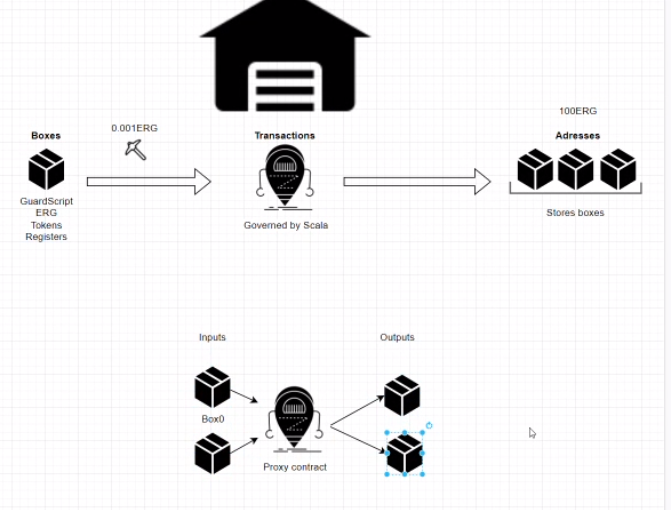 100ERG
0.001ERG
Boxes
Transactions
Adresses
GuardScript
ERG
Tokens
Registers
Governed by Scala
Stores boxes
Inputs
Outputs
Box0
Proxy contract